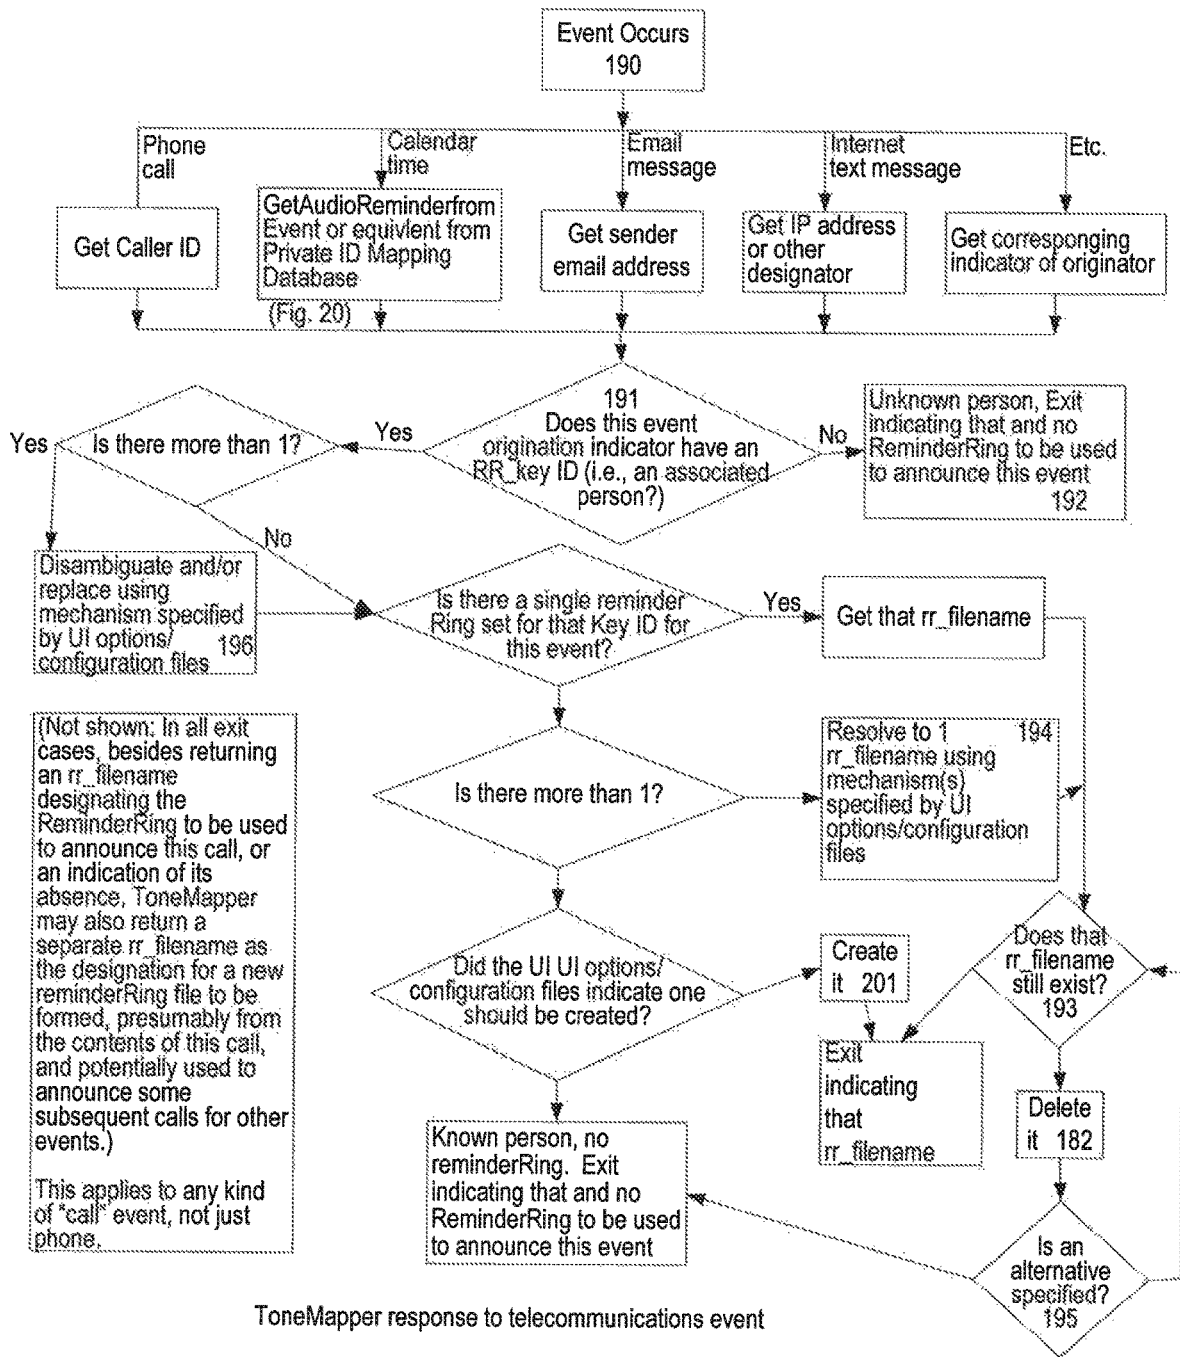 Event Occurs
190
Phone
call
Calendar
time
Email
message
Internet
text message
Etc.
Get Caller ID
GetAudioReminderfrom
Event or equivlent from
Private ID Mapping
Database
(Fig. 20)
Get sender
email address
Get IP address
or other
designator
Get corresponging
indicator of originator
191
Does this event
origination indicator have an
RR_key ID (i.e., an associated
person?)
Yes
No
Unknown person, Exit
indicating that and no
ReminderRing to be used
to announce this event
192
Is there more than 1?
Yes
No
Disambiguate and/or
replace using
mechanism specified
by UI options/
configuration files
196
Is there a single reminder
Ring set for that Key ID for
this event?
Yes
Get that rr_filename
Is there more than 1?
Resolve to 1 194
rr_filename using
mechanism(s)
specified by UI
options/configuration
files
(Not shown: In all exit
cases, besides returning
an rr_filename
designating the
ReminderRing to be used
to announce this call, or
an indication of its
absence, ToneMapper
may also return a
separate rr_filename as
the designation for a new
reminderRing file to be
formed, presumably from
the contents of this call,
and potentially used to
announce some
subsequent calls for other
events.)
This applies to any kind
of "call" event, not just
phone.
Did the UI UI options/
configuration files indicate one
should be created?
Create
it 201
Does that
rr_filename
still exist?
193
Exit
indicating
that
rr_filename
Delete
it 182
Known person, no
reminderRing. Exit
indicating that and no
ReminderRing to be used
to announce this event
Is an
alternative
specified?
195
ToneMapper response to telecommunications event